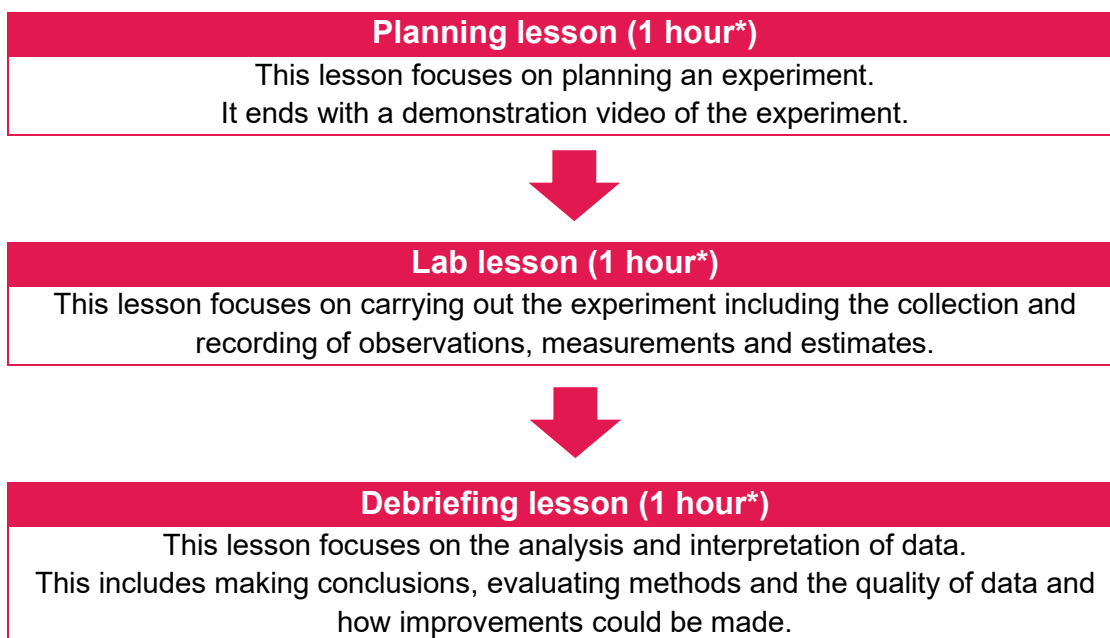 Planning lesson (1 hour*)
This lesson focuses on planning an experiment.
It ends with a demonstration video of the experiment.
Lab lesson (1 hour*)
This lesson focuses on carrying out the experiment including the collection and
recording of observations, measurements and estimates.
Debriefing lesson (1 hour*)
This lesson focuses on the analysis and interpretation of data.
This includes making conclusions, evaluating methods and the quality of data and
how improvements could be made.